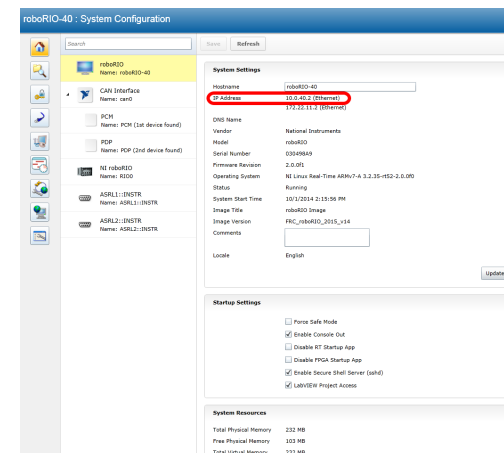 roboRIO-40 : System Configuration
Search
Save Refresh
roboRIO
Name: roboRIO-40
CAN Interface
Name: can0
PCM
Name: PCM (1st device found)
PDP
Name: PDP (2nd device found)
NI roboRIO
Name: RIO0
ASRL1::INSTR
Name: ASRL1::INSTR
ASRL2::INSTR
Name: ASRL2::INSTR
System Settings
Hostname roboRIO-40
IP Address 10.0.40.2 (Ethernet)
172.22.11.2 (Ethernet)
DNS Name
Vendor National Instruments
Model roboRIO
Serial Number 030498A9
Firmware Revision 2.0.0f1
Operating System NI Linux Real-Time ARMv7-A 3.2.35-rt52-2.0.0f0
Status Running
System Start Time 10/1/2014 2:15:56 PM
Image Title roboRIO Image
Image Version FRC_roboRIO_2015_v14
Comments
Locale English
Update
Startup Settings
Force Safe Mode
Enable Console Out
Disable RT Startup App
Disable FPGA Startup App
Enable Secure Shell Server (sshd)
LabVIEW Project Access
System Resources
Total Physical Memory 232 MB
Free Physical Memory 103 MB
Total Virtual Memory 232 MB